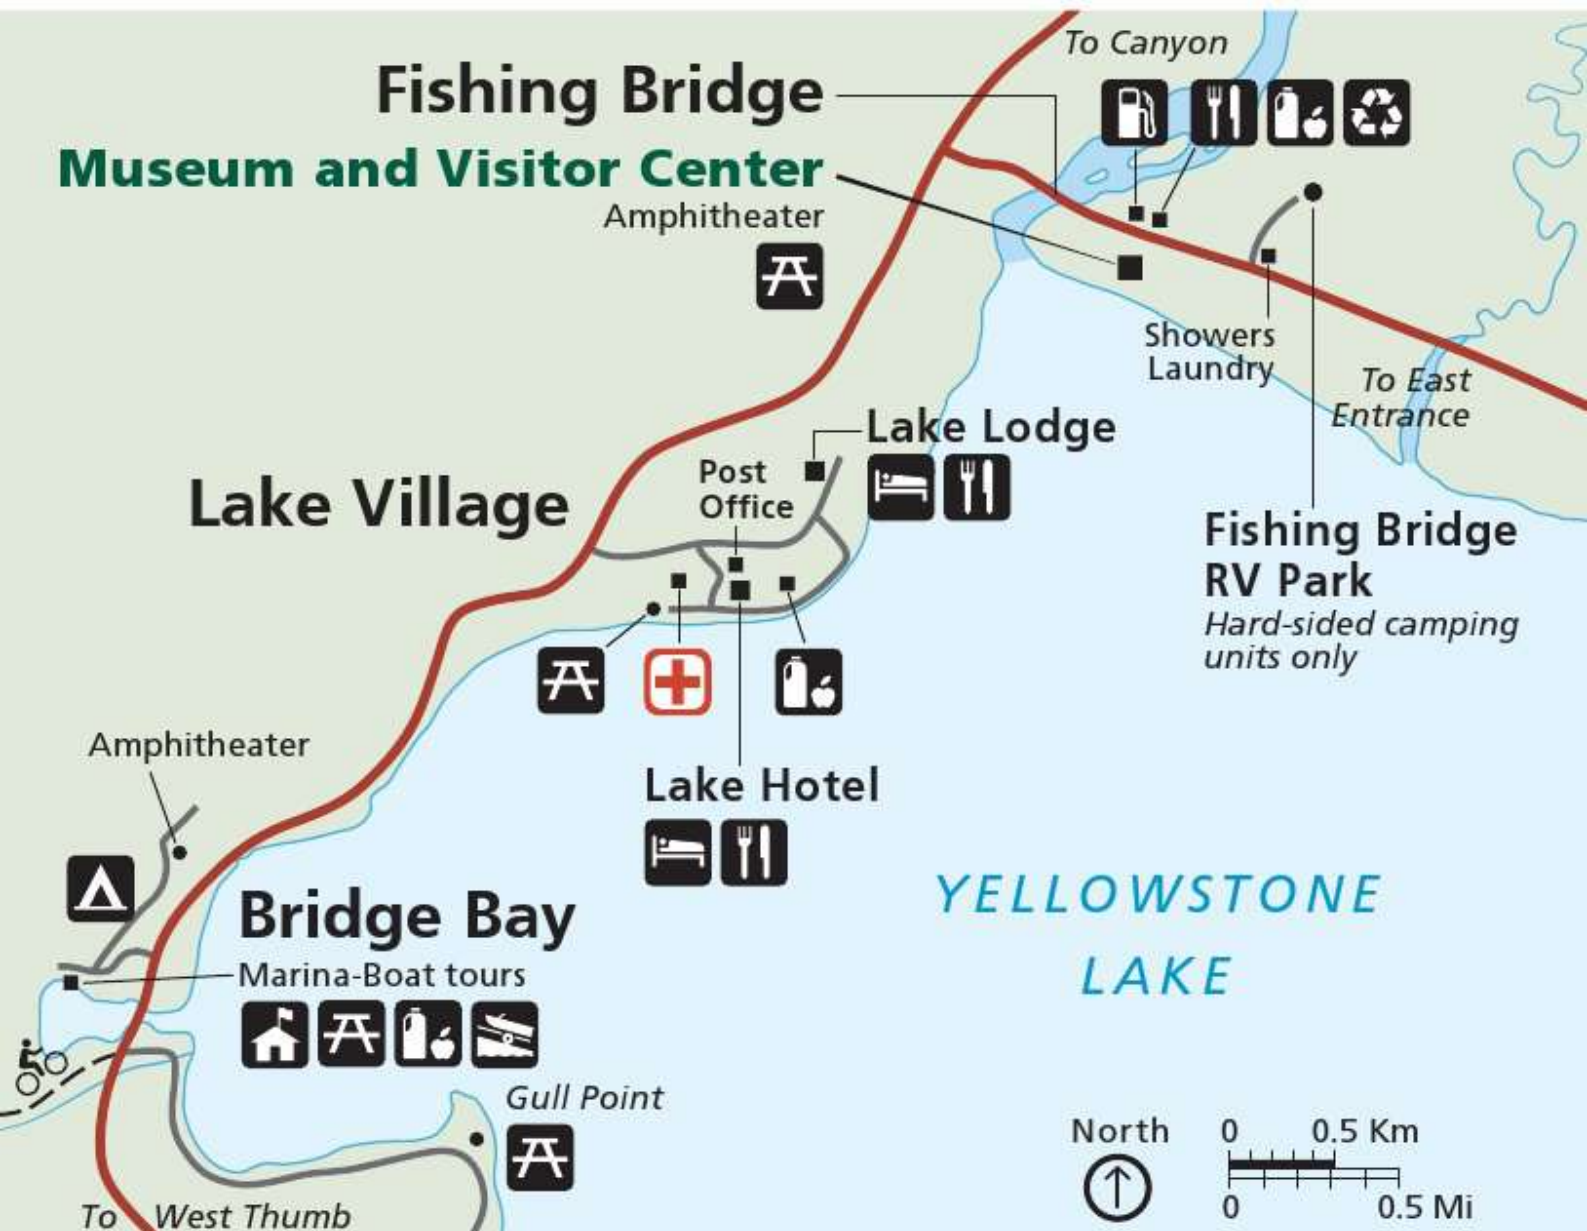 To Canyon
Fishing Bridge
Museum and Visitor Center
Amphitheater
Showers
Laundry
To East
Entrance
Lake Lodge
Post
Office
Lake Village
Fishing Bridge
RV Park
Hard-sided camping
units only
Amphitheater
Lake Hotel
YELLOWSTONE
LAKE
Bridge Bay
Marina-Boat tours
Gull Point
North
0 0.5 Km
0 0.5 Mi
To West Thumb